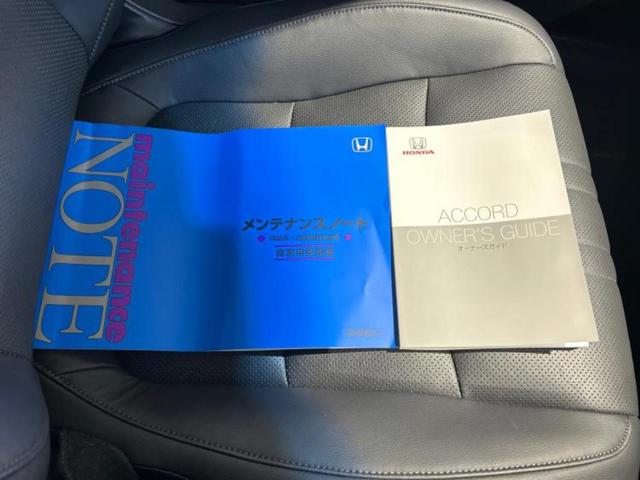 maintenance
NOTE
メンテナンスノート
自家用乗用車
HONDA
ACCORD
OWNER'S GUIDE
オーナーズガイド